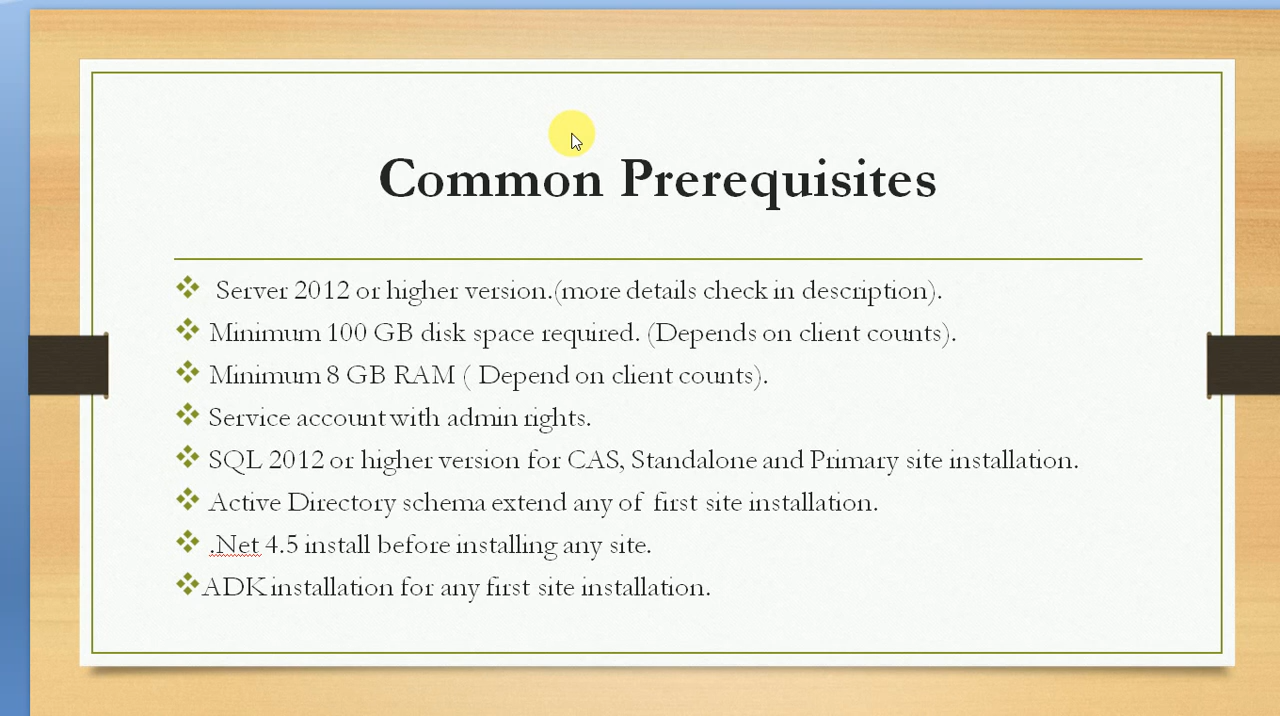 Common Prerequisites
Server 2012 or higher version.(more details check in description).
Minimum 100 GB disk space required. (Depends on client counts).
Minimum 8 GB RAM ( Depend on client counts).
Service account with admin rights.
SQL 2012 or higher version for CAS, Standalone and Primary site installation.
Active Directory schema extend any of first site installation.
.Net 4.5 install before installing any site.
ADK installation for any first site installation.